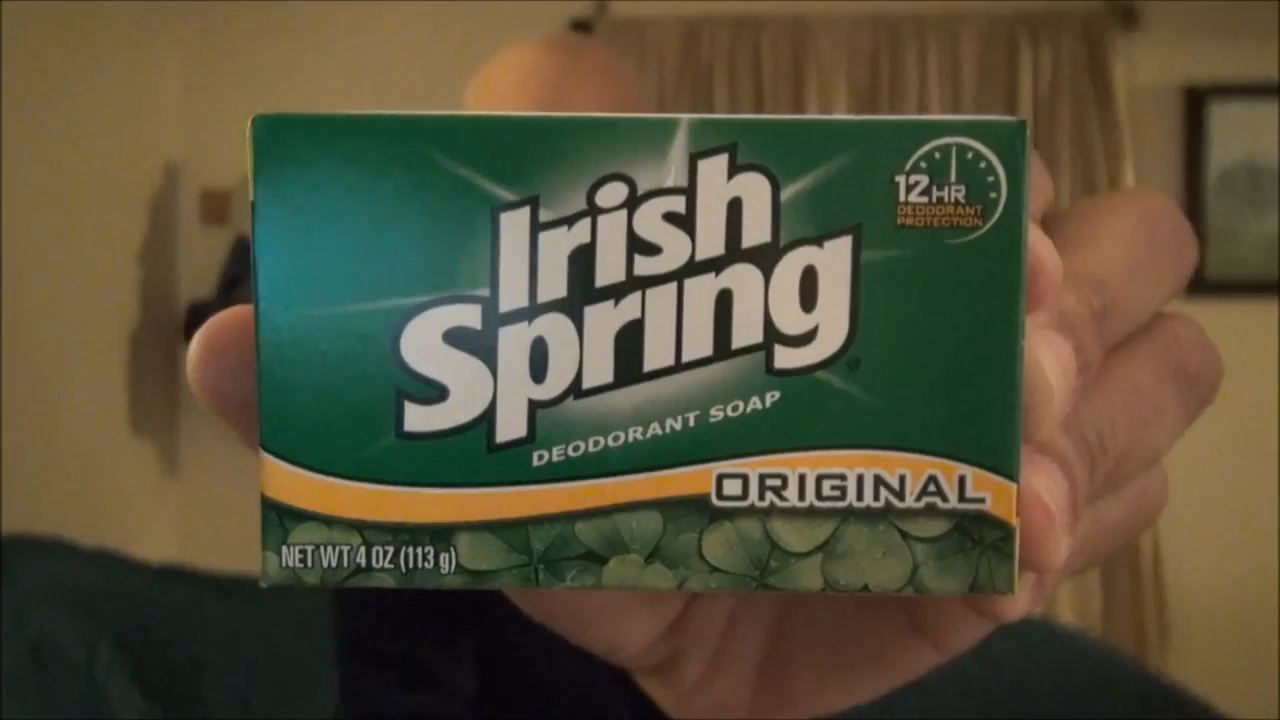 Irish
Spring
DEODORANT SOAP
12HR
DEODORANT
PROTECTION
ORIGINAL
NET WT 4 OZ (113 g)